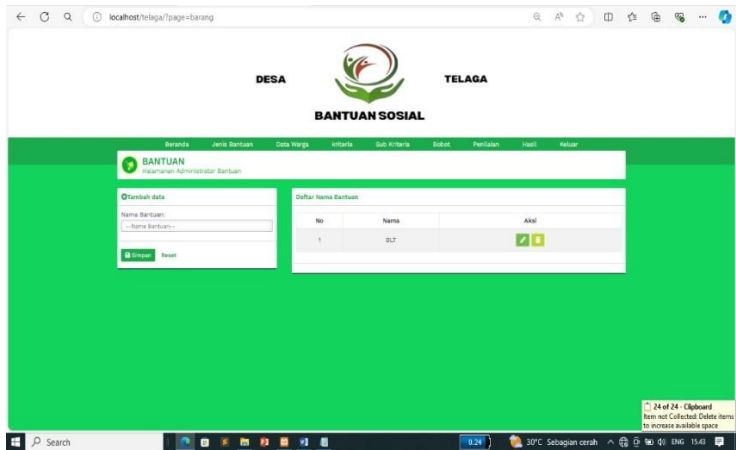 localhost/telaga/?page=barang
DESA
TELAGA
BANTUAN SOSIAL
Beranda Jenis Bantuan Data Warga kriteria Sub Kriteria Bobot Penilaian Hasil Keluar
BANTUAN
Halamanan Administrator Bantuan
Tambah data
Nama Bantuan:
--Nama Bantuan--
Simpan Reset
Daftar Nama Bantuan
No Nama Aksi
1 BLT
24 of 24 - Clipboard
Item not Collected: Delete items
to increase available space
Search
0.24
30°C Sebagian cerah
ENG 15.43